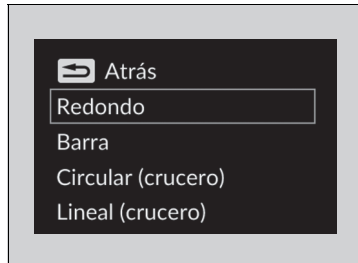 Atrás
Redondo
Barra
Circular (crucero)
Lineal (crucero)